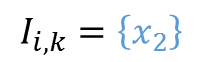 I_{i,k} = {x_2}